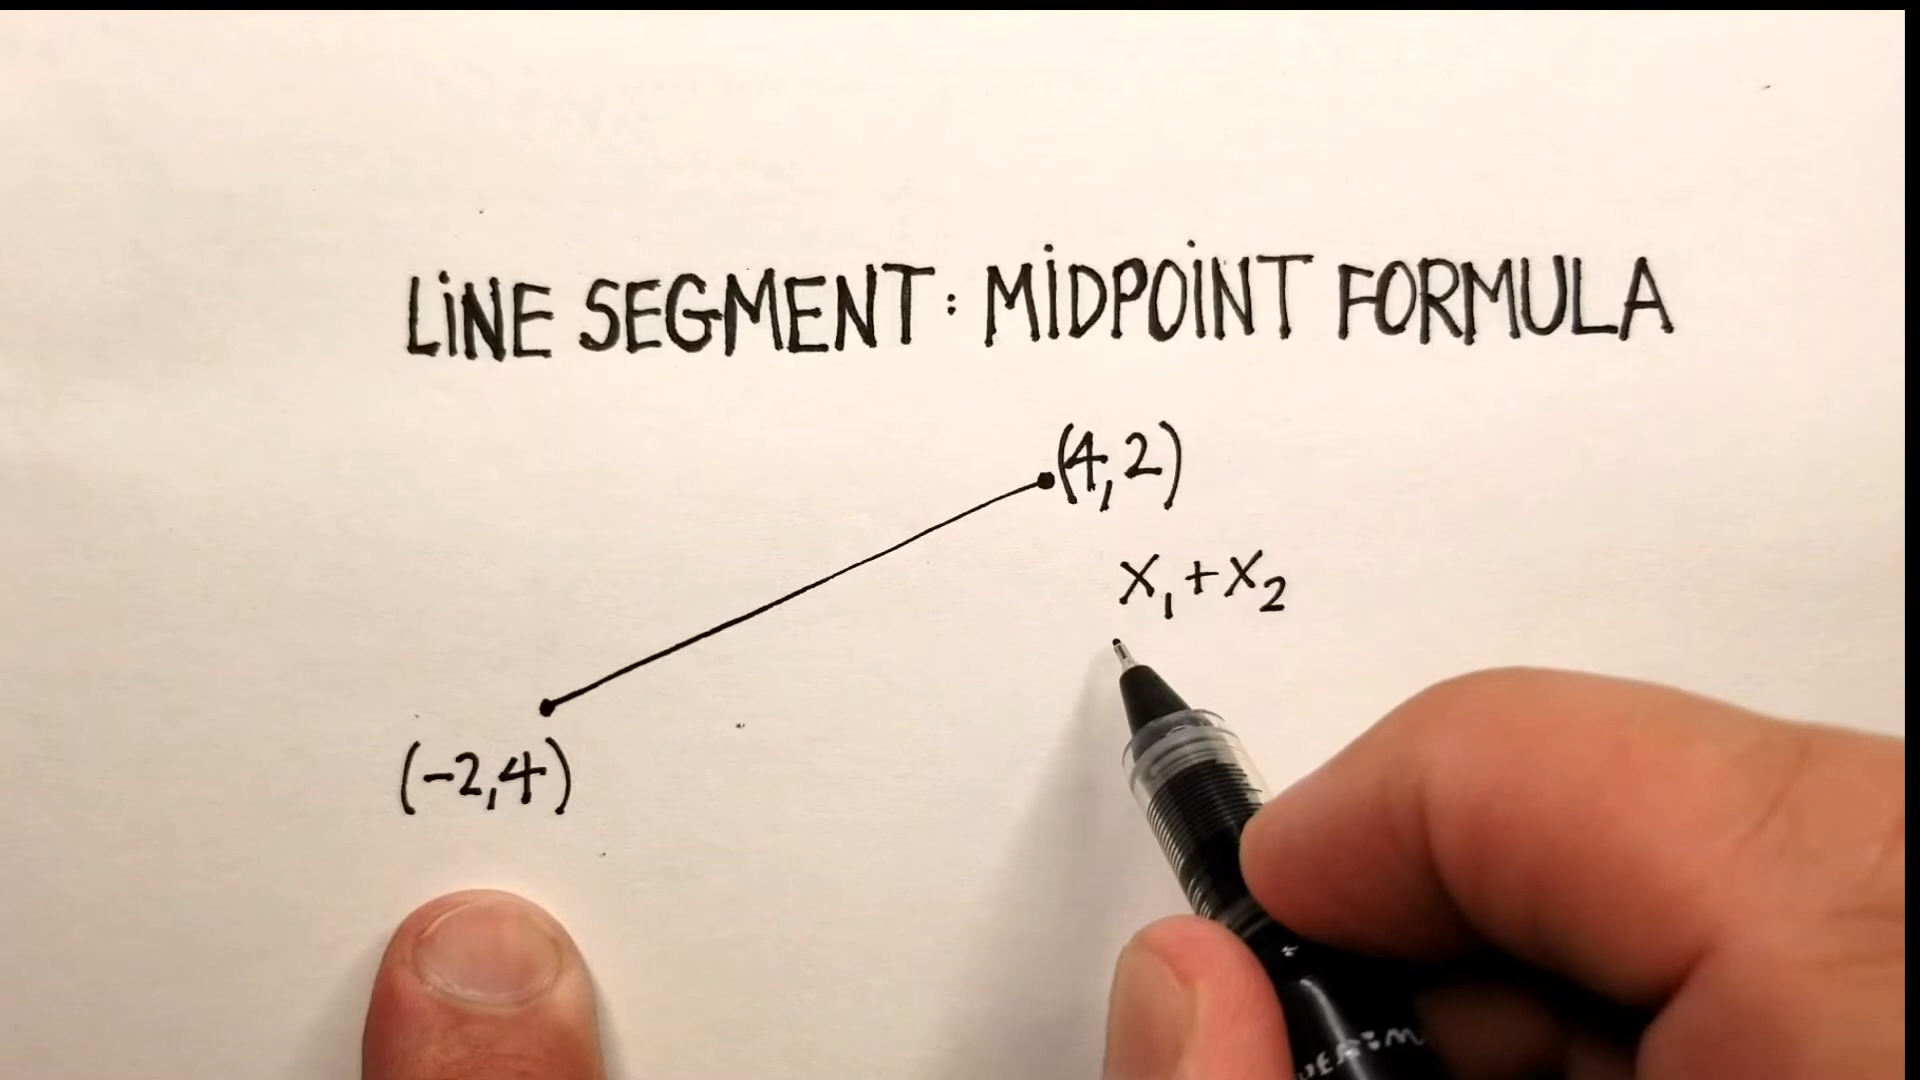 LINE SEGMENT: MIDPOINT FORMULA
(4,2)
X₁+X₂
(-2,4)